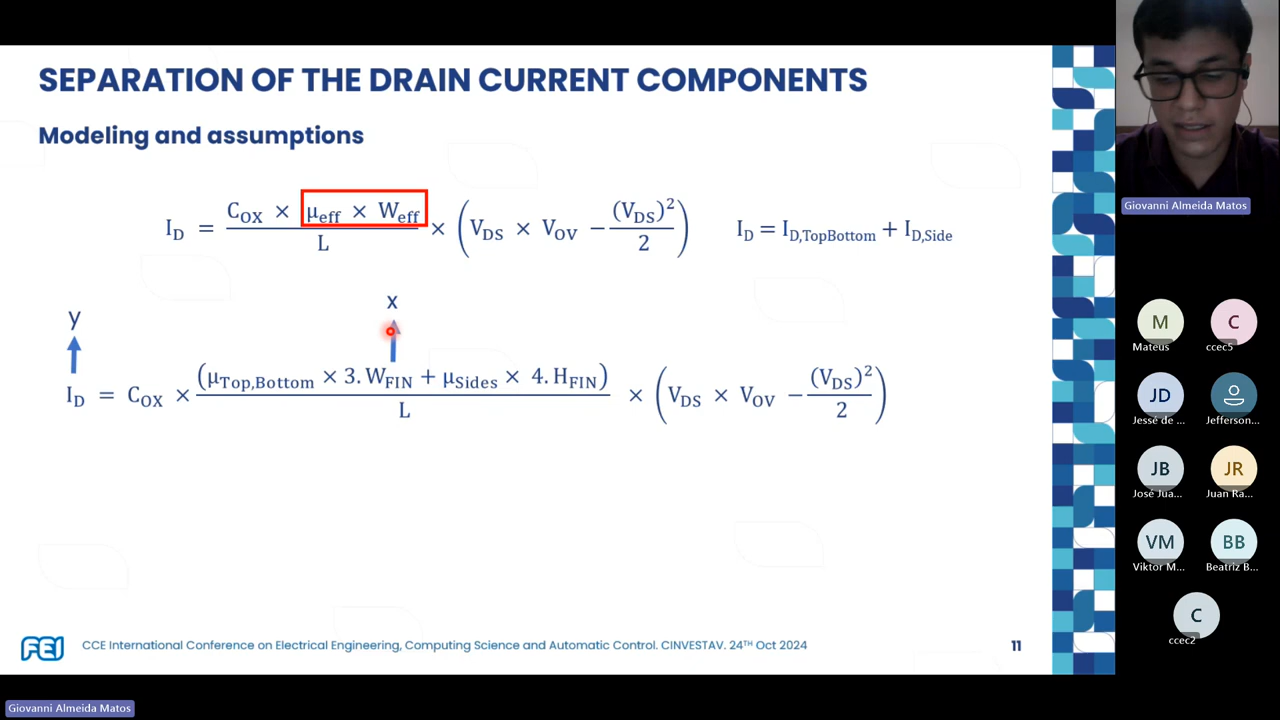 SEPARATION OF THE DRAIN CURRENT COMPONENTS
Modeling and assumptions
I_D = (C_OX × μ_eff × W_eff) / L × (V_DS × V_OV − (V_DS)² / 2)
I_D = I_D,TopBottom + I_D,Side
x
y
I_D = C_OX × (μ_Top,Bottom × 3. W_FIN + μ_Sides × 4. H_FIN) / L × (V_DS × V_OV − (V_DS)² / 2)
FEI
CCE International Conference on Electrical Engineering, Computing Science and Automatic Control. CINVESTAV. 24TH Oct 2024
11
Giovanni Almeida Matos
M
Mateus
C
ccec5
JD
Jessé de ...
Jefferson...
JB
José Jua...
JR
Juan Ra...
VM
Viktor M...
BB
Beatriz B...
C
ccec2
Giovanni Almeida Matos